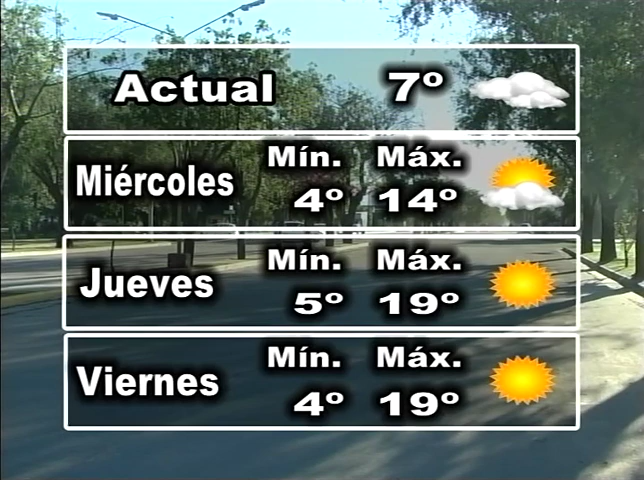 Actual 7º
Mín. Máx.
Miércoles 4º 14º
Mín. Máx.
Jueves 5º 19º
Mín. Máx.
Viernes 4º 19º